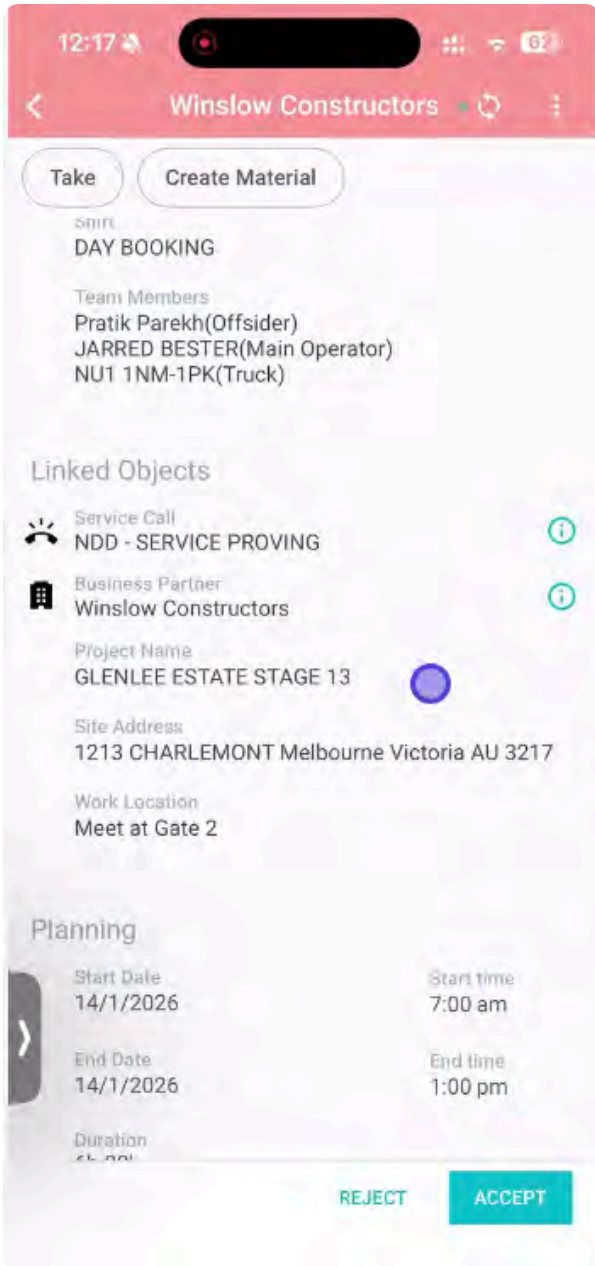 12:17
62
Winslow Constructors
Take
Create Material
Shift
DAY BOOKING
Team Members
Pratik Parekh(Offsider)
JARRED BESTER(Main Operator)
NU1 1NM-1PK(Truck)
Linked Objects
Service Call
NDD - SERVICE PROVING
Business Partner
Winslow Constructors
Project Name
GLENLEE ESTATE STAGE 13
Site Address
1213 CHARLEMONT Melbourne Victoria AU 3217
Work Location
Meet at Gate 2
Planning
Start Date
Start time
14/1/2026
7:00 am
End Date
End time
14/1/2026
1:00 pm
Duration
REJECT
ACCEPT